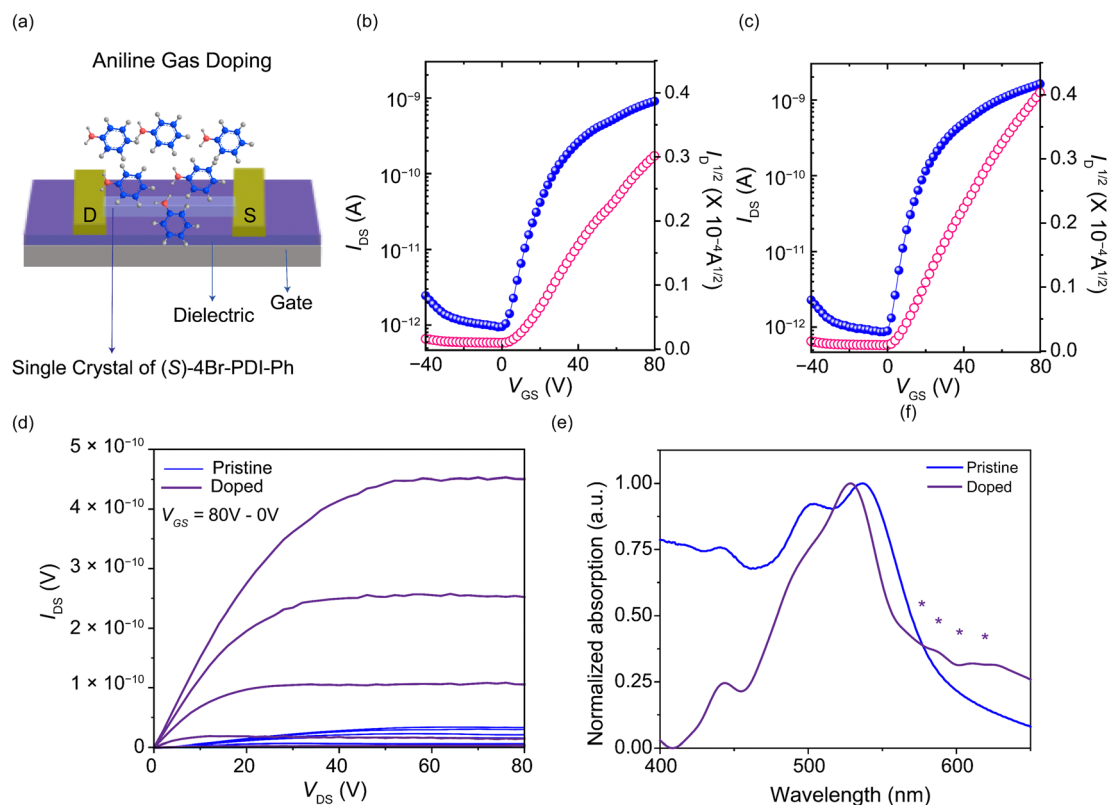 (a)
Aniline Gas Doping
D
S
Gate
Dielectric
Single Crystal of (S)-4Br-PDI-Ph
(b)
10⁻⁹
10⁻¹⁰
10⁻¹¹
10⁻¹²
I_DS (A)
−40
0
40
80
V_GS (V)
0.4
0.3
0.2
0.1
0.0
I_D^1/2 (X 10⁻⁴A^1/2)
(c)
10⁻⁹
10⁻¹⁰
10⁻¹¹
10⁻¹²
I_DS (A)
−40
0
40
80
V_GS (V)
0.4
0.3
0.2
0.1
0.0
I_D^1/2 (X 10⁻⁴A^1/2)
(f)
(d)
5 × 10⁻¹⁰
4 × 10⁻¹⁰
3 × 10⁻¹⁰
2 × 10⁻¹⁰
1 × 10⁻¹⁰
0
I_DS (V)
Pristine
Doped
V_GS = 80V - 0V
0
20
40
60
80
V_DS (V)
(e)
1.00
0.75
0.50
0.25
0.00
Normalized absorption (a.u.)
Pristine
Doped
* * * *
400
500
600
Wavelength (nm)